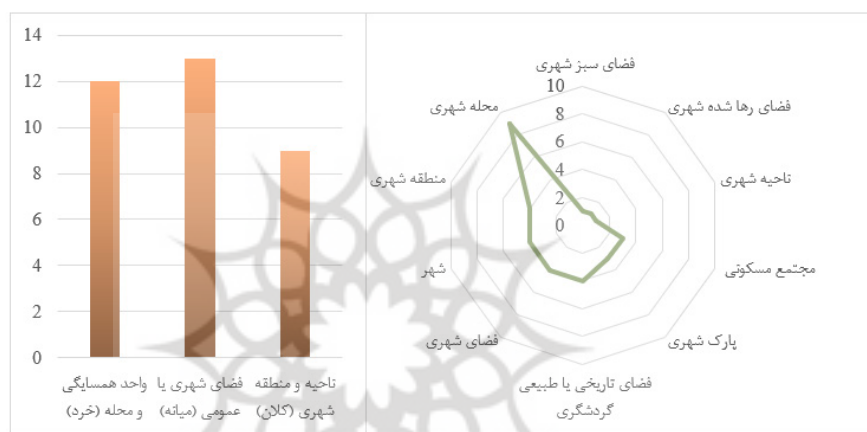 14
12
10
8
6
4
2
0
واحد همسایگی
و محله (خرد)
فضای شهری یا
عمومی (میانه)
ناحیه و منطقه
شهری (کلان)
فضای سبز شهری
فضای رها شده شهری
ناحیه شهری
مجتمع مسکونی
پارک شهری
فضای تاریخی یا طبیعی
گردشگری
فضای شهری
شهر
منطقه شهری
محله شهری
10
8
6
4
2
0